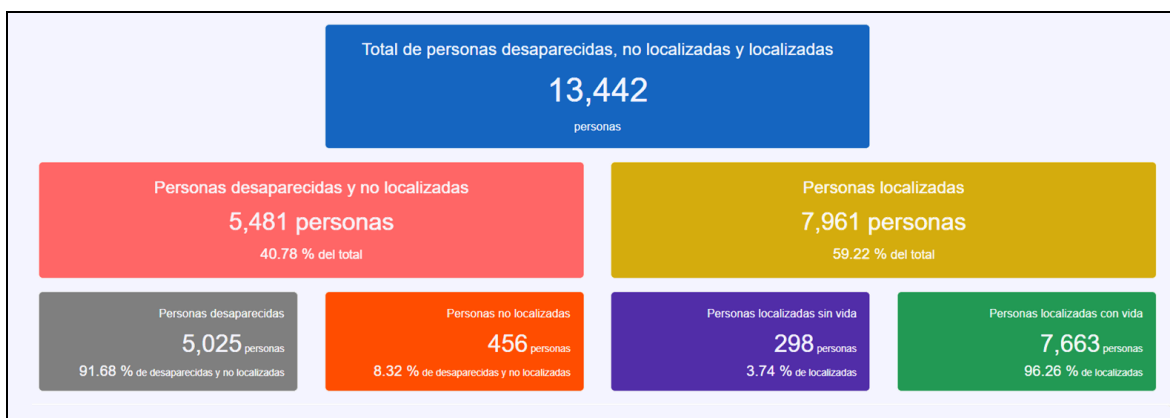 Total de personas desaparecidas, no localizadas y localizadas
13,442
personas
Personas desaparecidas y no localizadas
5,481 personas
40.78 % del total
Personas localizadas
7,961 personas
59.22 % del total
Personas desaparecidas
5,025 personas
91.68 % de desaparecidas y no localizadas
Personas no localizadas
456 personas
8.32 % de desaparecidas y no localizadas
Personas localizadas sin vida
298 personas
3.74 % de localizadas
Personas localizadas con vida
7,663 personas
96.26 % de localizadas